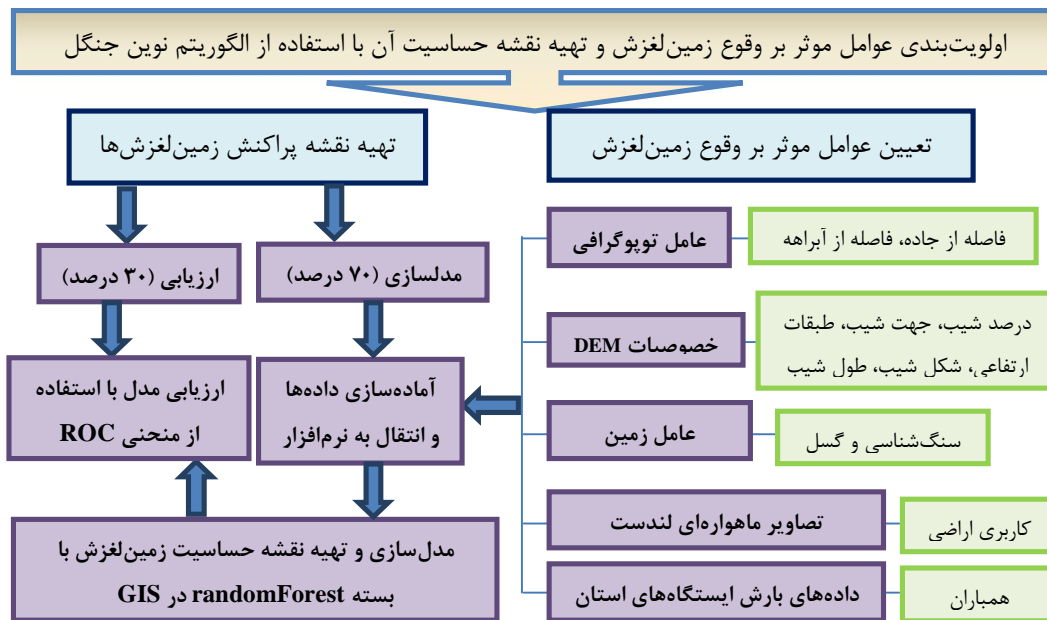 اولویت‌بندی عوامل موثر بر وقوع زمین‌لغزش و تهیه نقشه حساسیت آن با استفاده از الگوریتم نوین جنگل
تعیین عوامل موثر بر وقوع زمین‌لغزش
تهیه نقشه پراکنش زمین‌لغزش‌ها
عامل توپوگرافی
فاصله از جاده، فاصله از آبراهه
خصوصیات DEM
درصد شیب، جهت شیب، طبقات
ارتفاعی، شکل شیب، طول شیب
عامل زمین
سنگ‌شناسی و گسل
تصاویر ماهواره‌ای لندست
کاربری اراضی
داده‌های بارش ایستگاه‌های استان
همباران
مدلسازی (۷۰ درصد)
ارزیابی (۳۰ درصد)
آماده‌سازی داده‌ها
و انتقال به نرم‌افزار
ارزیابی مدل با استفاده
از منحنی ROC
مدل‌سازی و تهیه نقشه حساسیت زمین‌لغزش با
بسته randomForest در GIS